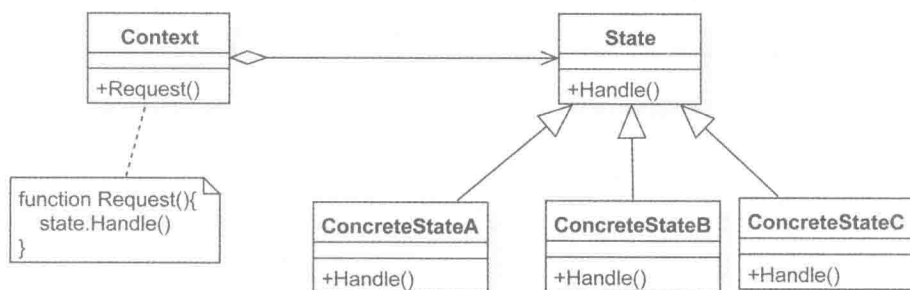 Context
+Request()
State
+Handle()
function Request(){
state.Handle()
}
ConcreteStateA
+Handle()
ConcreteStateB
+Handle()
ConcreteStateC
+Handle()